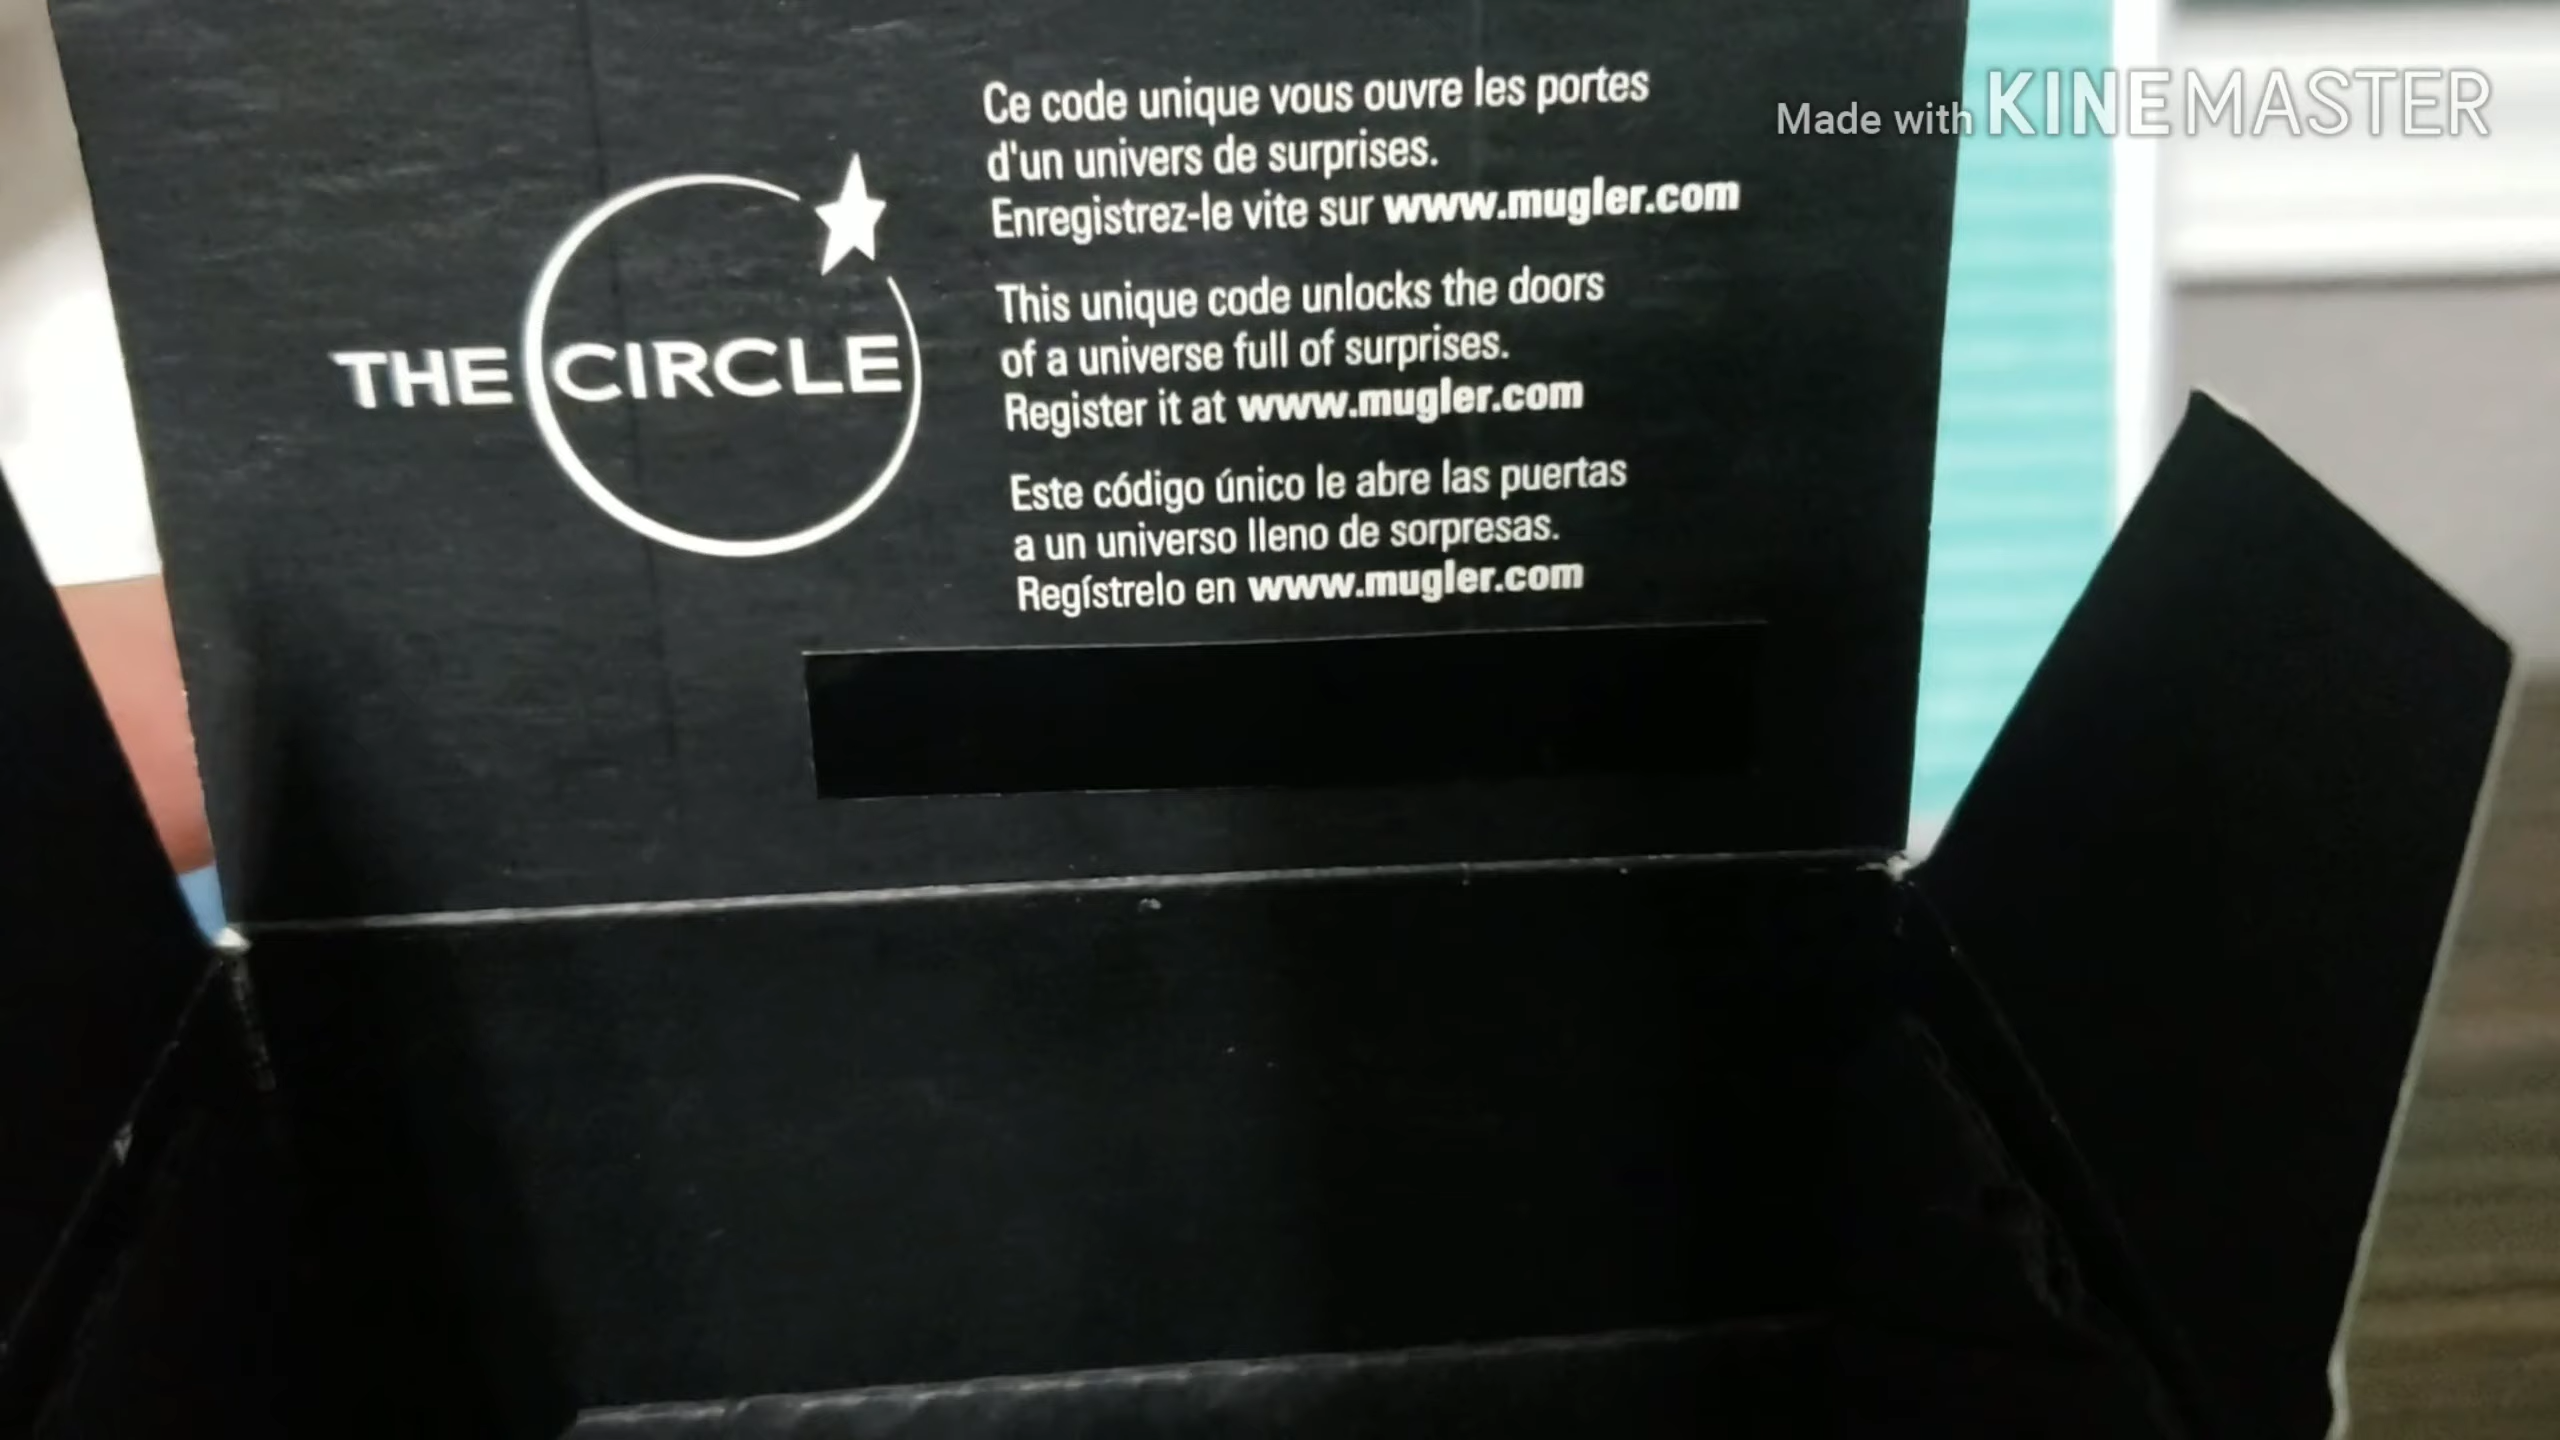 Made with KINEMASTER
THE CIRCLE
Ce code unique vous ouvre les portes
d'un univers de surprises.
Enregistrez-le vite sur www.mugler.com
This unique code unlocks the doors
of a universe full of surprises.
Register it at www.mugler.com
Este código único le abre las puertas
a un universo lleno de sorpresas.
Regístrelo en www.mugler.com